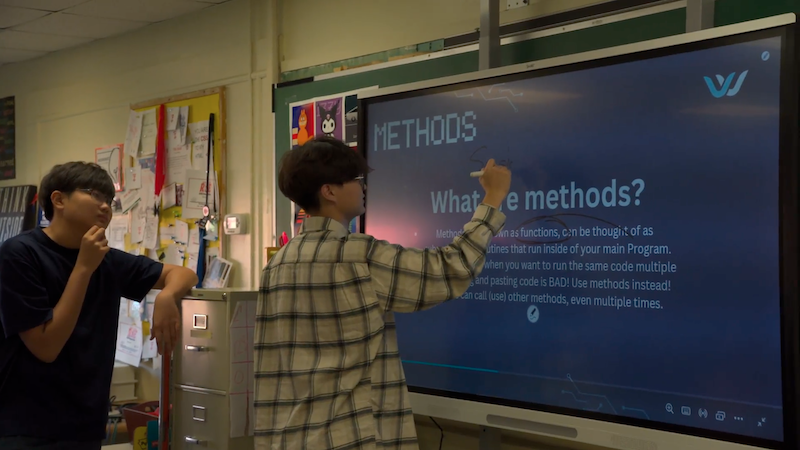 METHODS
What e methods?
Metho wn as functions, can be thought of as
utines that run inside of your main Program.
when you want to run the same code multiple
g and pasting code is BAD! Use methods instead!
can call (use) other methods, even multiple times.